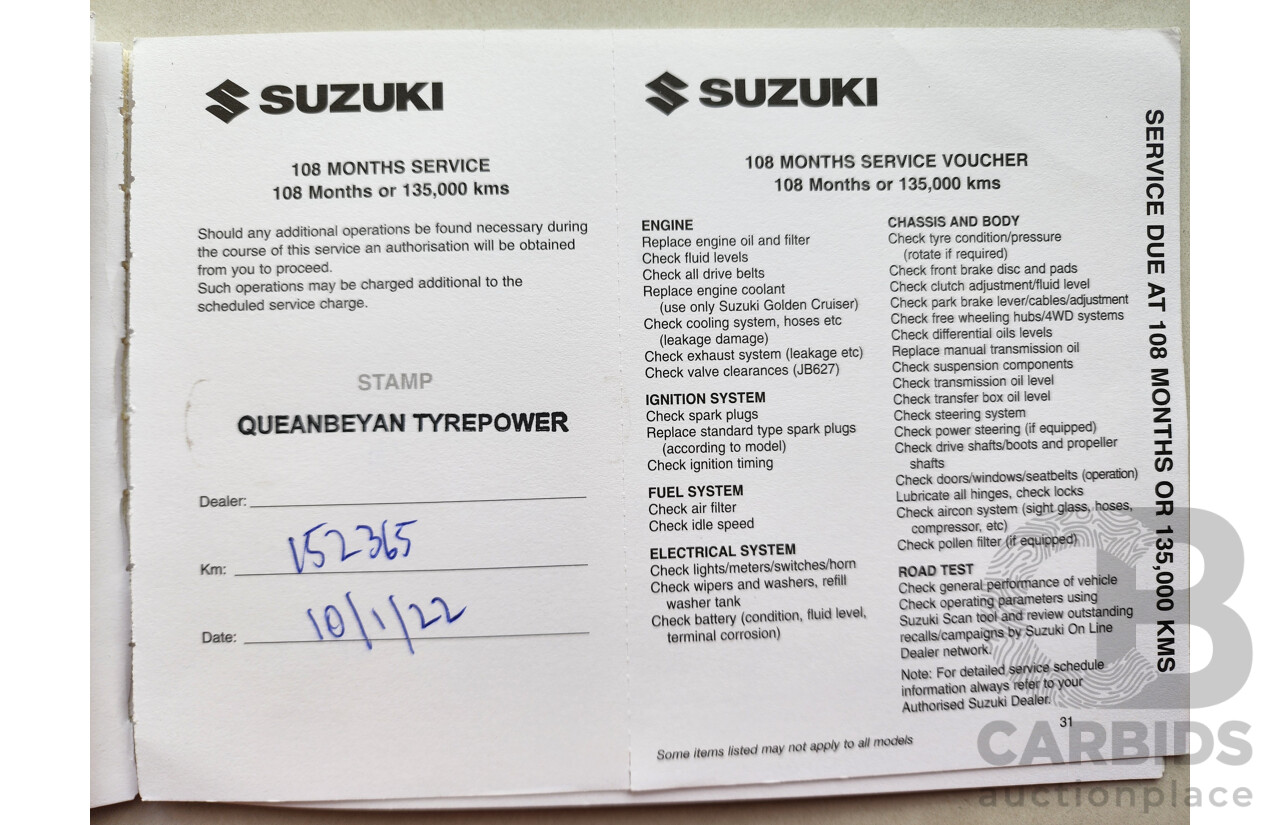 SUZUKI
108 MONTHS SERVICE
108 Months or 135,000 kms
Should any additional operations be found necessary during
the course of this service an authorisation will be obtained
from you to proceed.
Such operations may be charged additional to the
scheduled service charge.
STAMP
QUEANBEYAN TYREPOWER
Dealer:
Km: 152365
Date: 10/1/22
SUZUKI
108 MONTHS SERVICE VOUCHER
108 Months or 135,000 kms
ENGINE
Replace engine oil and filter
Check fluid levels
Check all drive belts
Replace engine coolant
(use only Suzuki Golden Cruiser)
Check cooling system, hoses etc
(leakage damage)
Check exhaust system (leakage etc)
Check valve clearances (JB627)
IGNITION SYSTEM
Check spark plugs
Replace standard type spark plugs
(according to model)
Check ignition timing
FUEL SYSTEM
Check air filter
Check idle speed
ELECTRICAL SYSTEM
Check lights/meters/switches/horn
Check wipers and washers, refill
washer tank
Check battery (condition, fluid level,
terminal corrosion)
CHASSIS AND BODY
Check tyre condition/pressure
(rotate if required)
Check front brake disc and pads
Check clutch adjustment/fluid level
Check park brake lever/cables/adjustment
Check free wheeling hubs/4WD systems
Check differential oils levels
Replace manual transmission oil
Check suspension components
Check transmission oil level
Check transfer box oil level
Check steering system
Check power steering (if equipped)
Check drive shafts/boots and propeller
shafts
Check doors/windows/seatbelts (operation)
Lubricate all hinges, check locks
Check aircon system (sight glass, hoses,
compressor, etc)
Check pollen filter (if equipped)
ROAD TEST
Check general performance of vehicle
Check operating parameters using
Suzuki Scan tool and review outstanding
recalls/campaigns by Suzuki On Line
Dealer network.
Note: For detailed service schedule
information always refer to your
Authorised Suzuki Dealer.
31
Some items listed may not apply to all models
SERVICE DUE AT 108 MONTHS OR 135,000 KMS
CARBIDS
auctionplace